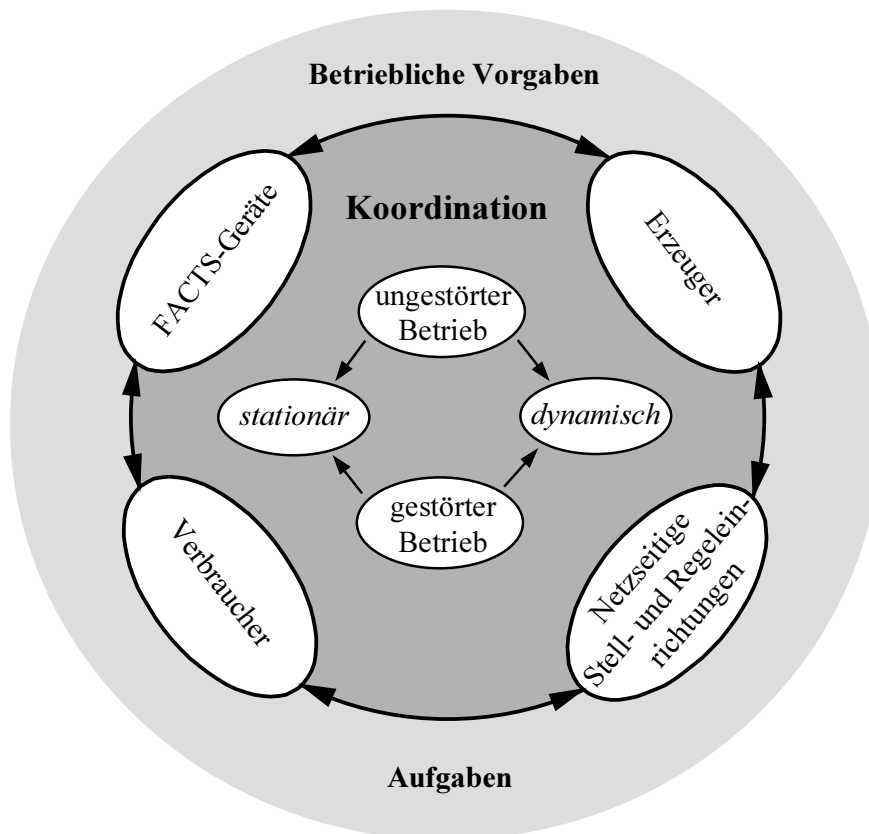 Betriebliche Vorgaben
FACTS-Geräte
Koordination
Erzeuger
ungestörter
Betrieb
stationär
dynamisch
gestörter
Betrieb
Verbraucher
Netzseitige
Stell- und Regelein-
richtungen
Aufgaben